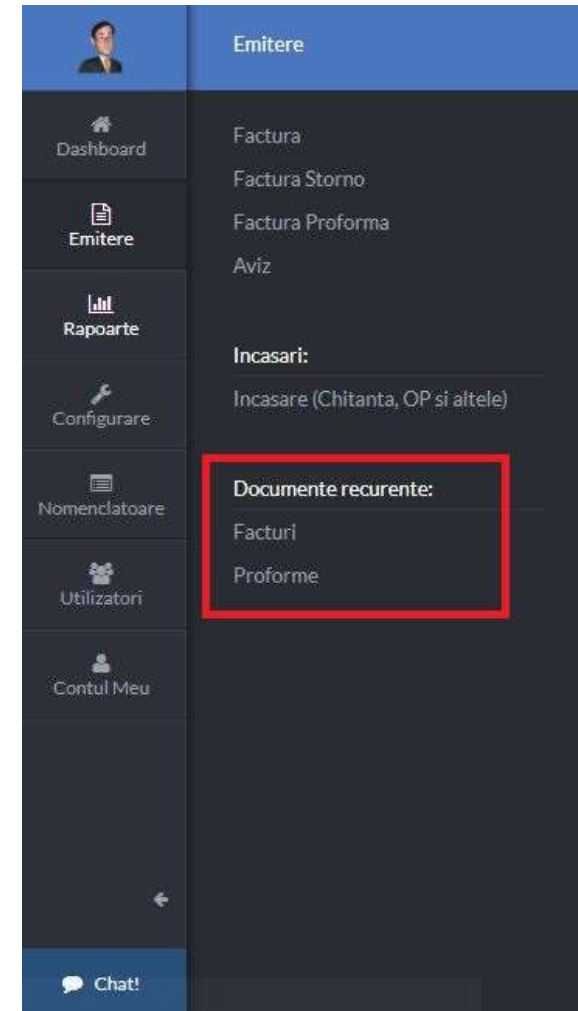 Emitere
Dashboard
Emitere
Rapoarte
Configurare
Nomenclatoare
Utilizatori
Contul Meu
Chat!
Factura
Factura Storno
Factura Proforma
Aviz
Incasari:
Incasare (Chitanta, OP si altele)
Documente recurente:
Facturi
Proforme